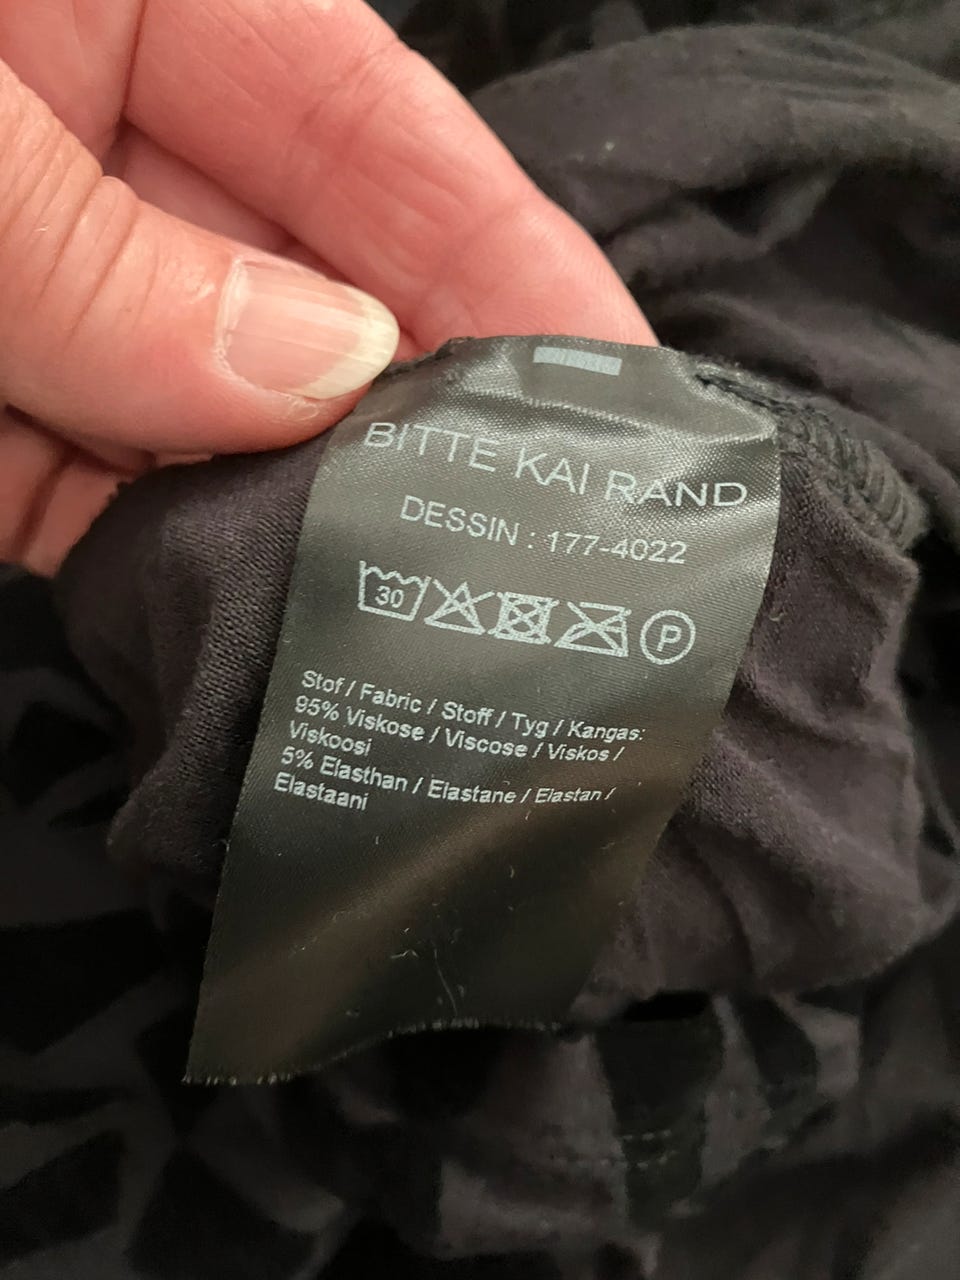 BITTE KAI RAND
DESSIN : 177-4022
30 P
Stof / Fabric / Stoff / Tyg / Kangas:
95% Viskose / Viscose / Viskos /
Viskoosi
5% Elasthan / Elastane / Elastan /
Elastaani